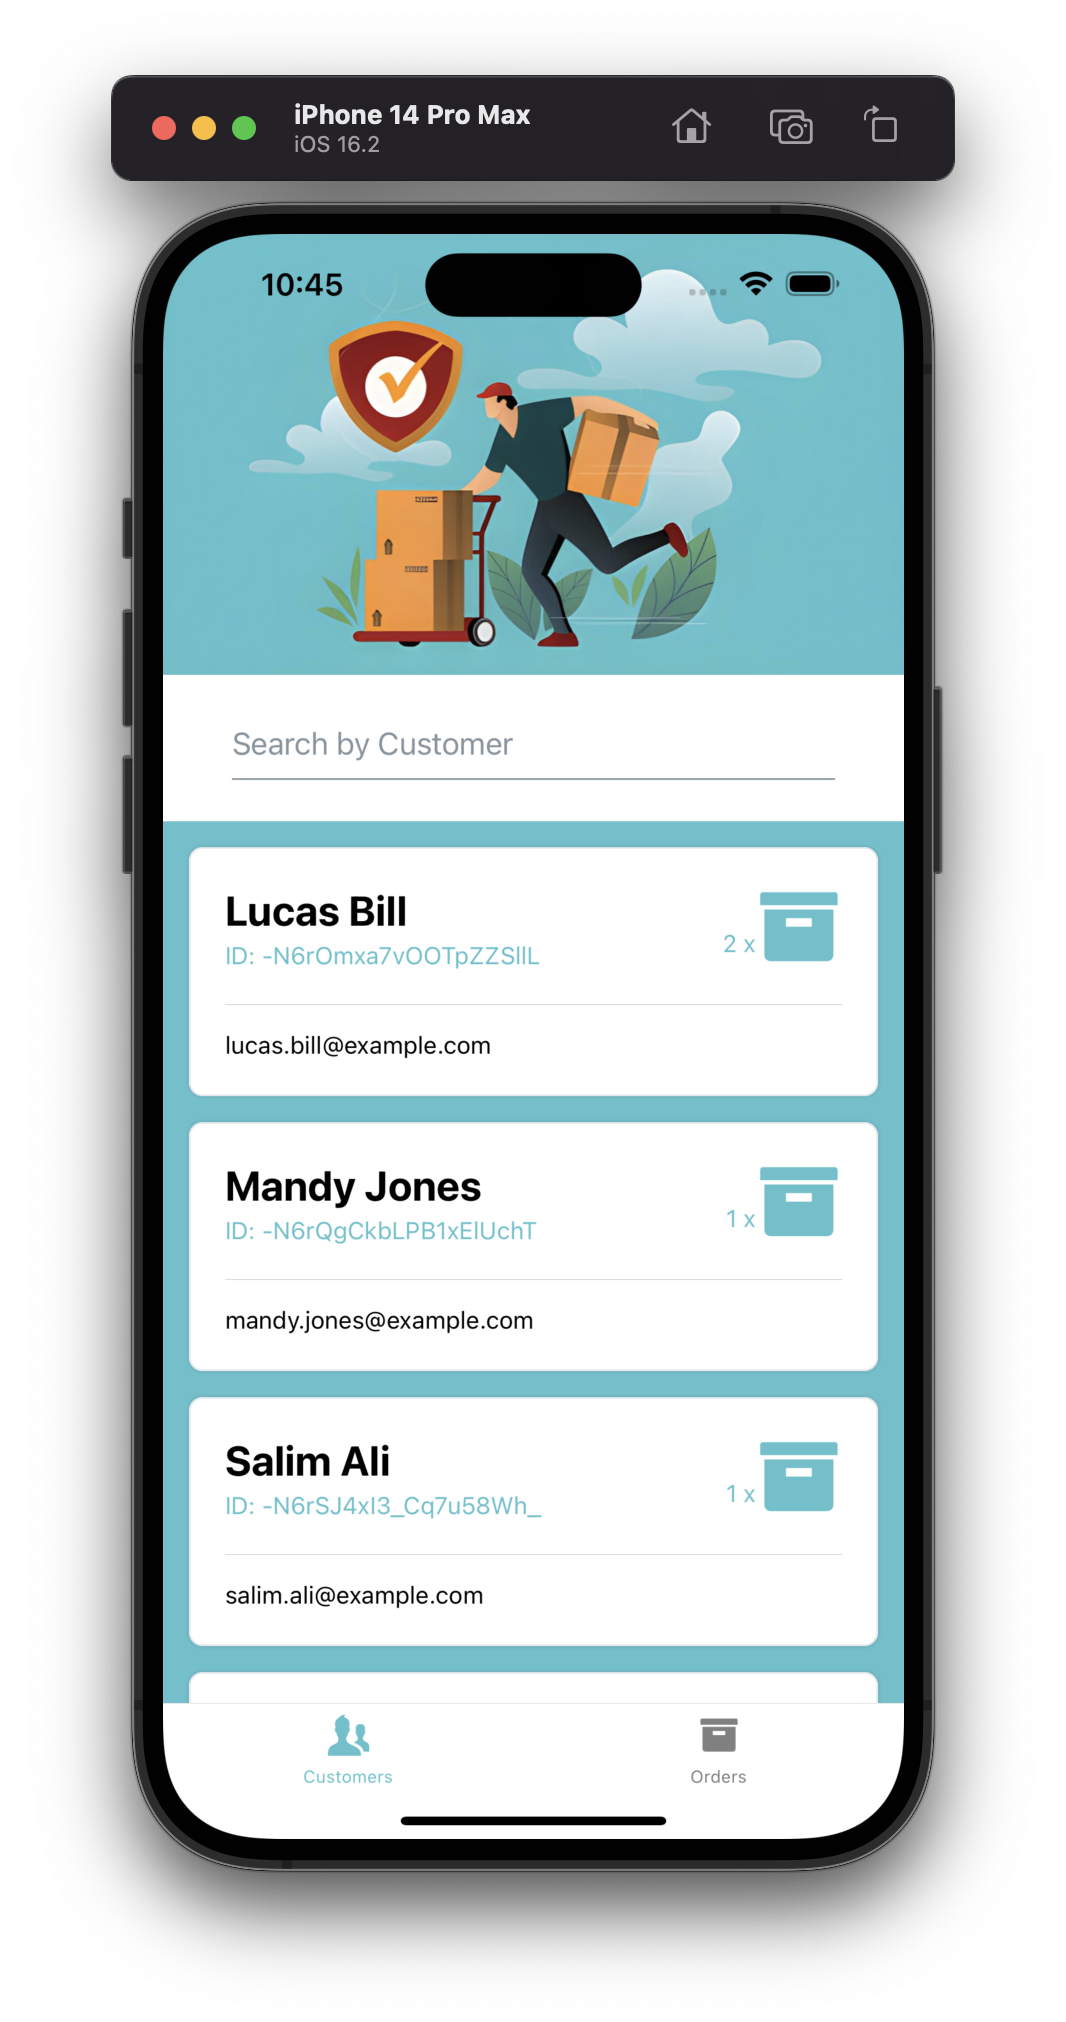 iPhone 14 Pro Max
iOS 16.2
10:45
Search by Customer
Lucas Bill
ID: -N6rOmxa7vOOTpZZSllL
2 x
lucas.bill@example.com
Mandy Jones
ID: -N6rQgCkbLPB1xElUchT
1 x
mandy.jones@example.com
Salim Ali
ID: -N6rSJ4xI3_Cq7u58Wh_
1 x
salim.ali@example.com
Customers
Orders